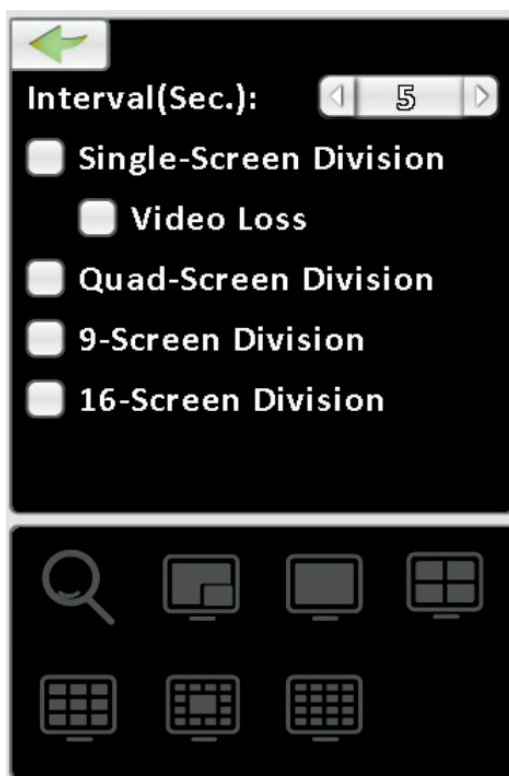 Interval(Sec.): 5
Single-Screen Division
Video Loss
Quad-Screen Division
9-Screen Division
16-Screen Division